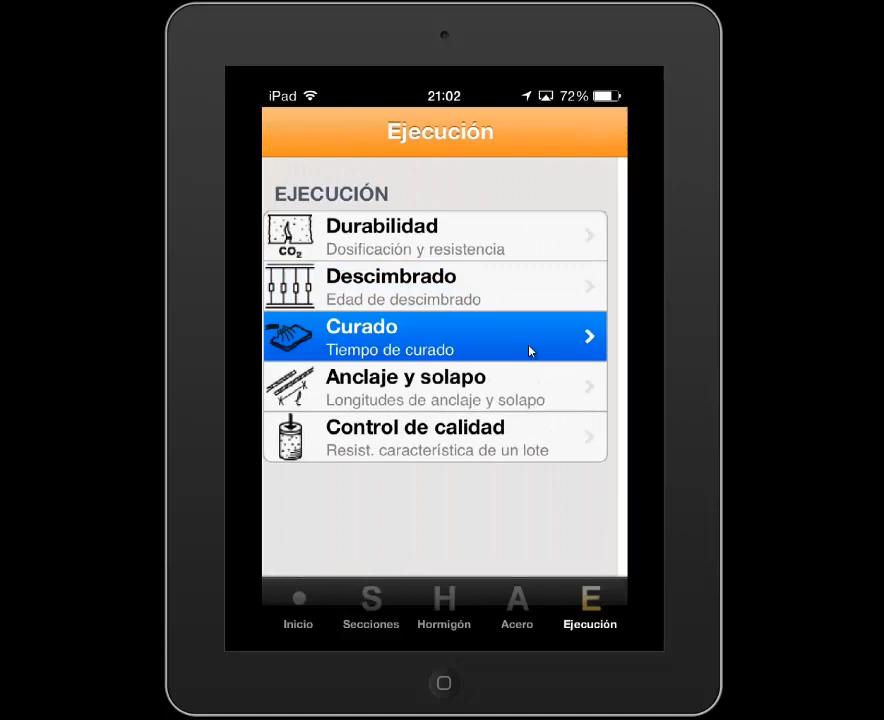 iPad 21:02 72%
Ejecución
EJECUCIÓN
Durabilidad
Dosificación y resistencia
CO₂
Descimbrado
Edad de descimbrado
Curado
Tiempo de curado
Anclaje y solapo
Longitudes de anclaje y solapo
Control de calidad
Resist. característica de un lote
S H A E
Inicio Secciones Hormigón Acero Ejecución